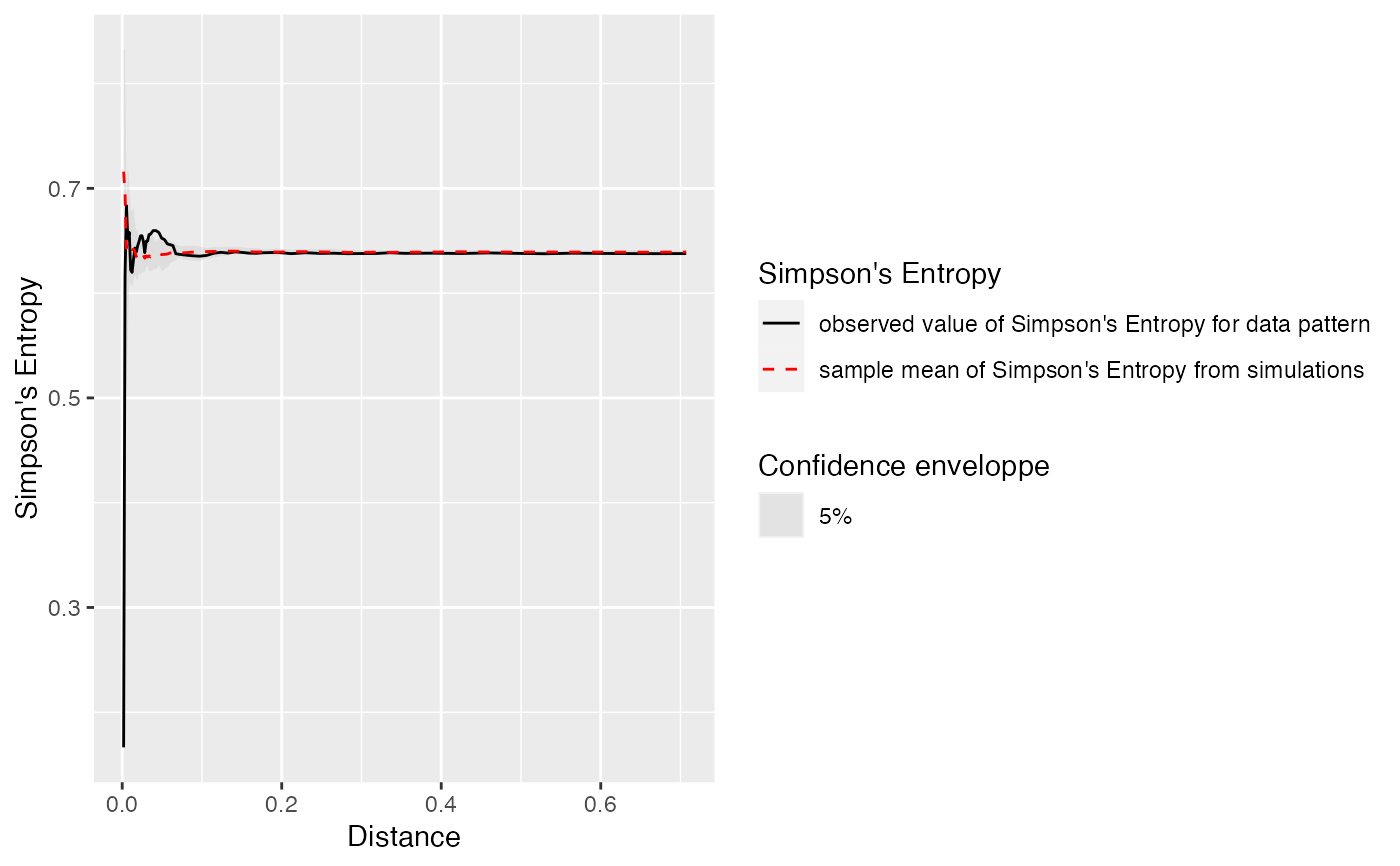 Simpson's Entropy
0.7
0.5
0.3
0.0
0.2
0.4
0.6
Distance
Simpson's Entropy
observed value of Simpson's Entropy for data pattern
sample mean of Simpson's Entropy from simulations
Confidence enveloppe
5%